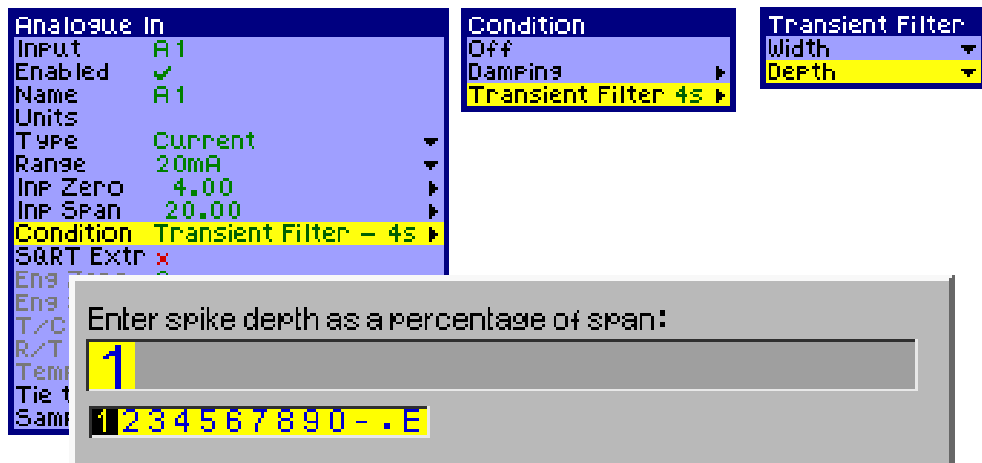 Analogue In
Input A1
Enabled
Name A1
Units
Type Current
Range 20mA
Inp Zero 4.00
Inp Span 20.00
Condition Transient Filter - 4s
SQRT Extr x
Eng
Eng
T/C
R/T
Tie
Condition
Off
Damping
Transient Filter 4s
Transient Filter
Width
Depth
Enter spike depth as a percentage of span:
1
1234567890-.E